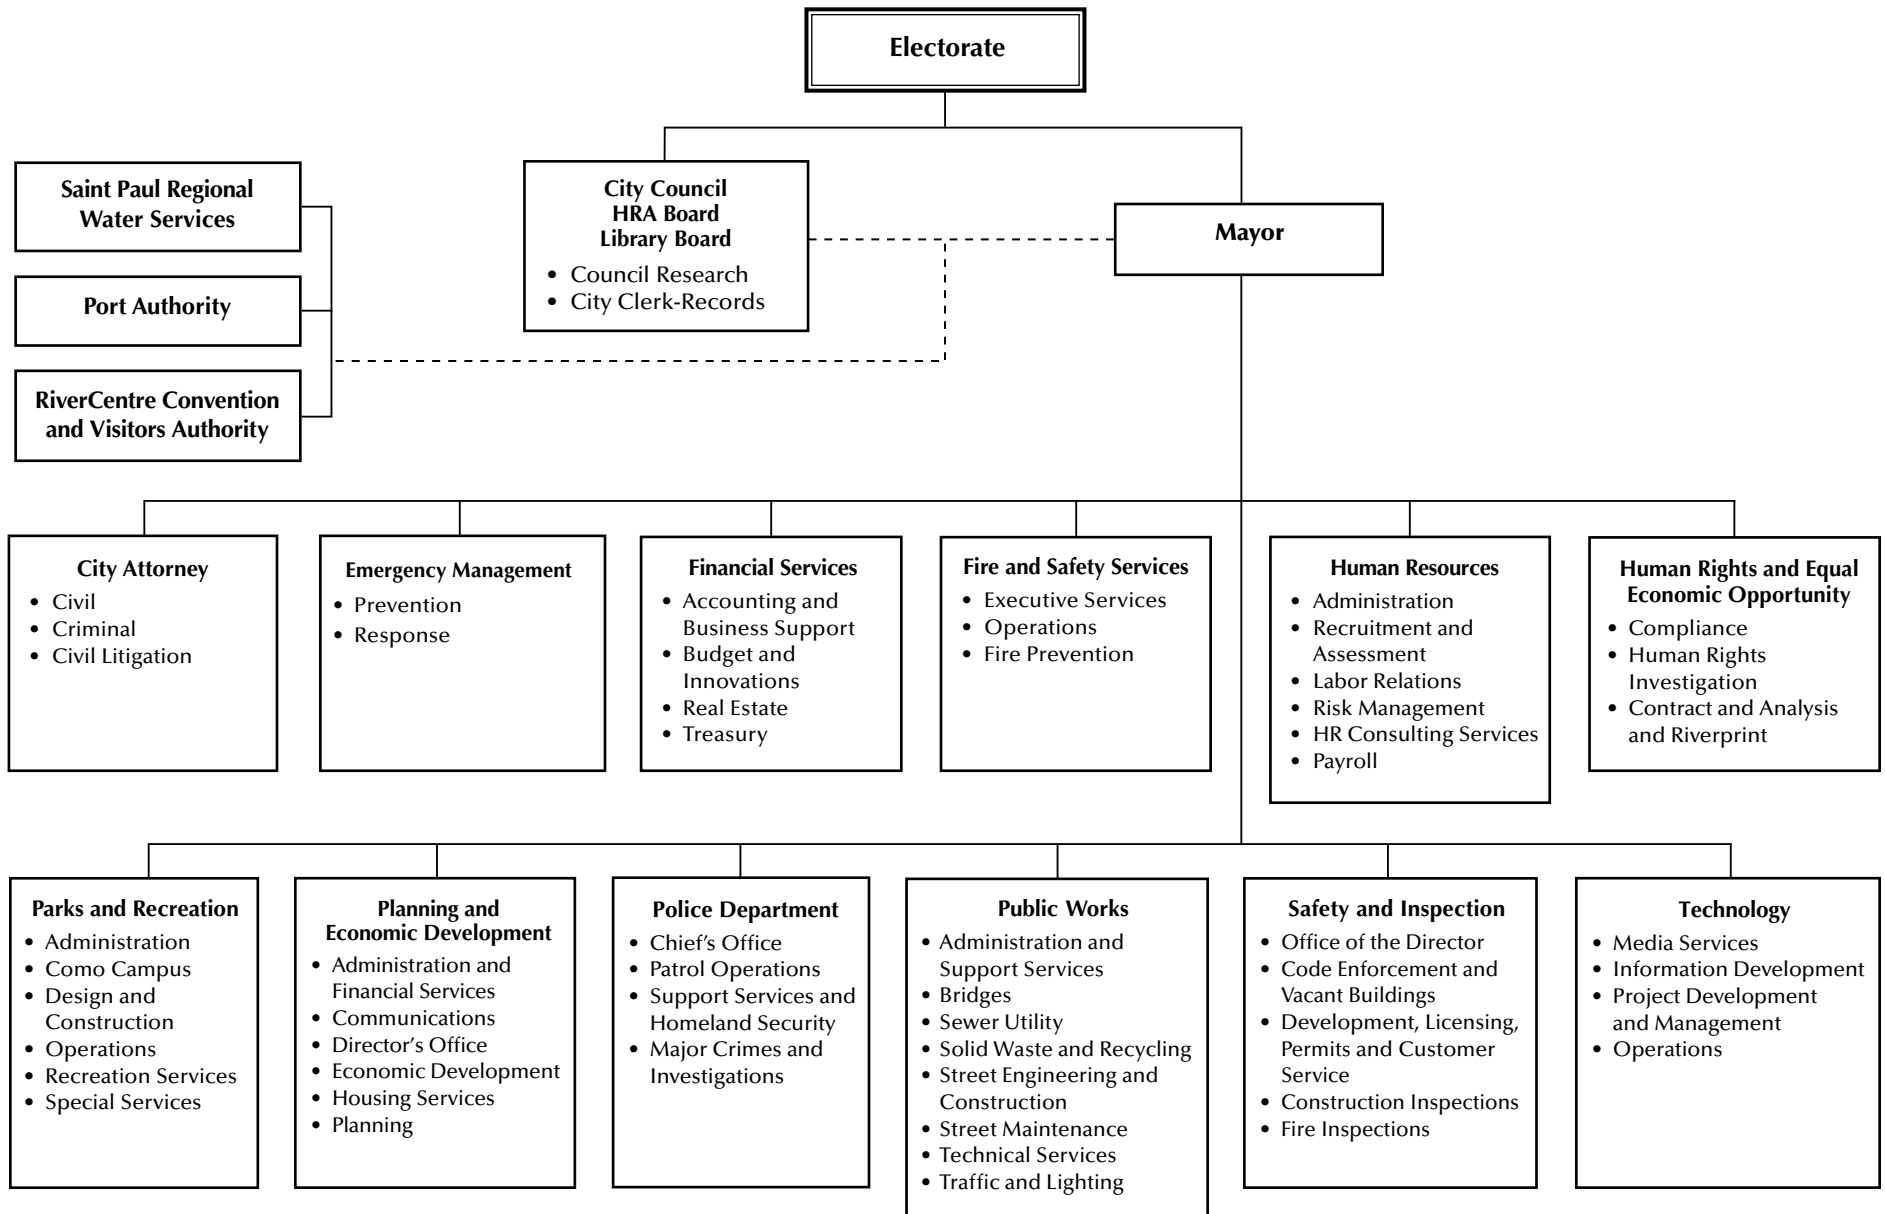 Electorate
Saint Paul Regional
Water Services
Port Authority
RiverCentre Convention
and Visitors Authority
City Council
HRA Board
Library Board
• Council Research
• City Clerk-Records
Mayor
City Attorney
• Civil
• Criminal
• Civil Litigation
Emergency Management
• Prevention
• Response
Financial Services
• Accounting and
Business Support
• Budget and
Innovations
• Real Estate
• Treasury
Fire and Safety Services
• Executive Services
• Operations
• Fire Prevention
Human Resources
• Administration
• Recruitment and
Assessment
• Labor Relations
• Risk Management
• HR Consulting Services
• Payroll
Human Rights and Equal
Economic Opportunity
• Compliance
• Human Rights
Investigation
• Contract and Analysis
and Riverprint
Parks and Recreation
• Administration
• Como Campus
• Design and
Construction
• Operations
• Recreation Services
• Special Services
Planning and
Economic Development
• Administration and
Financial Services
• Communications
• Director’s Office
• Economic Development
• Housing Services
• Planning
Police Department
• Chief’s Office
• Patrol Operations
• Support Services and
Homeland Security
• Major Crimes and
Investigations
Public Works
• Administration and
Support Services
• Bridges
• Sewer Utility
• Solid Waste and Recycling
• Street Engineering and
Construction
• Street Maintenance
• Technical Services
• Traffic and Lighting
Safety and Inspection
• Office of the Director
• Code Enforcement and
Vacant Buildings
• Development, Licensing,
Permits and Customer
Service
• Construction Inspections
• Fire Inspections
Technology
• Media Services
• Information Development
• Project Development
and Management
• Operations